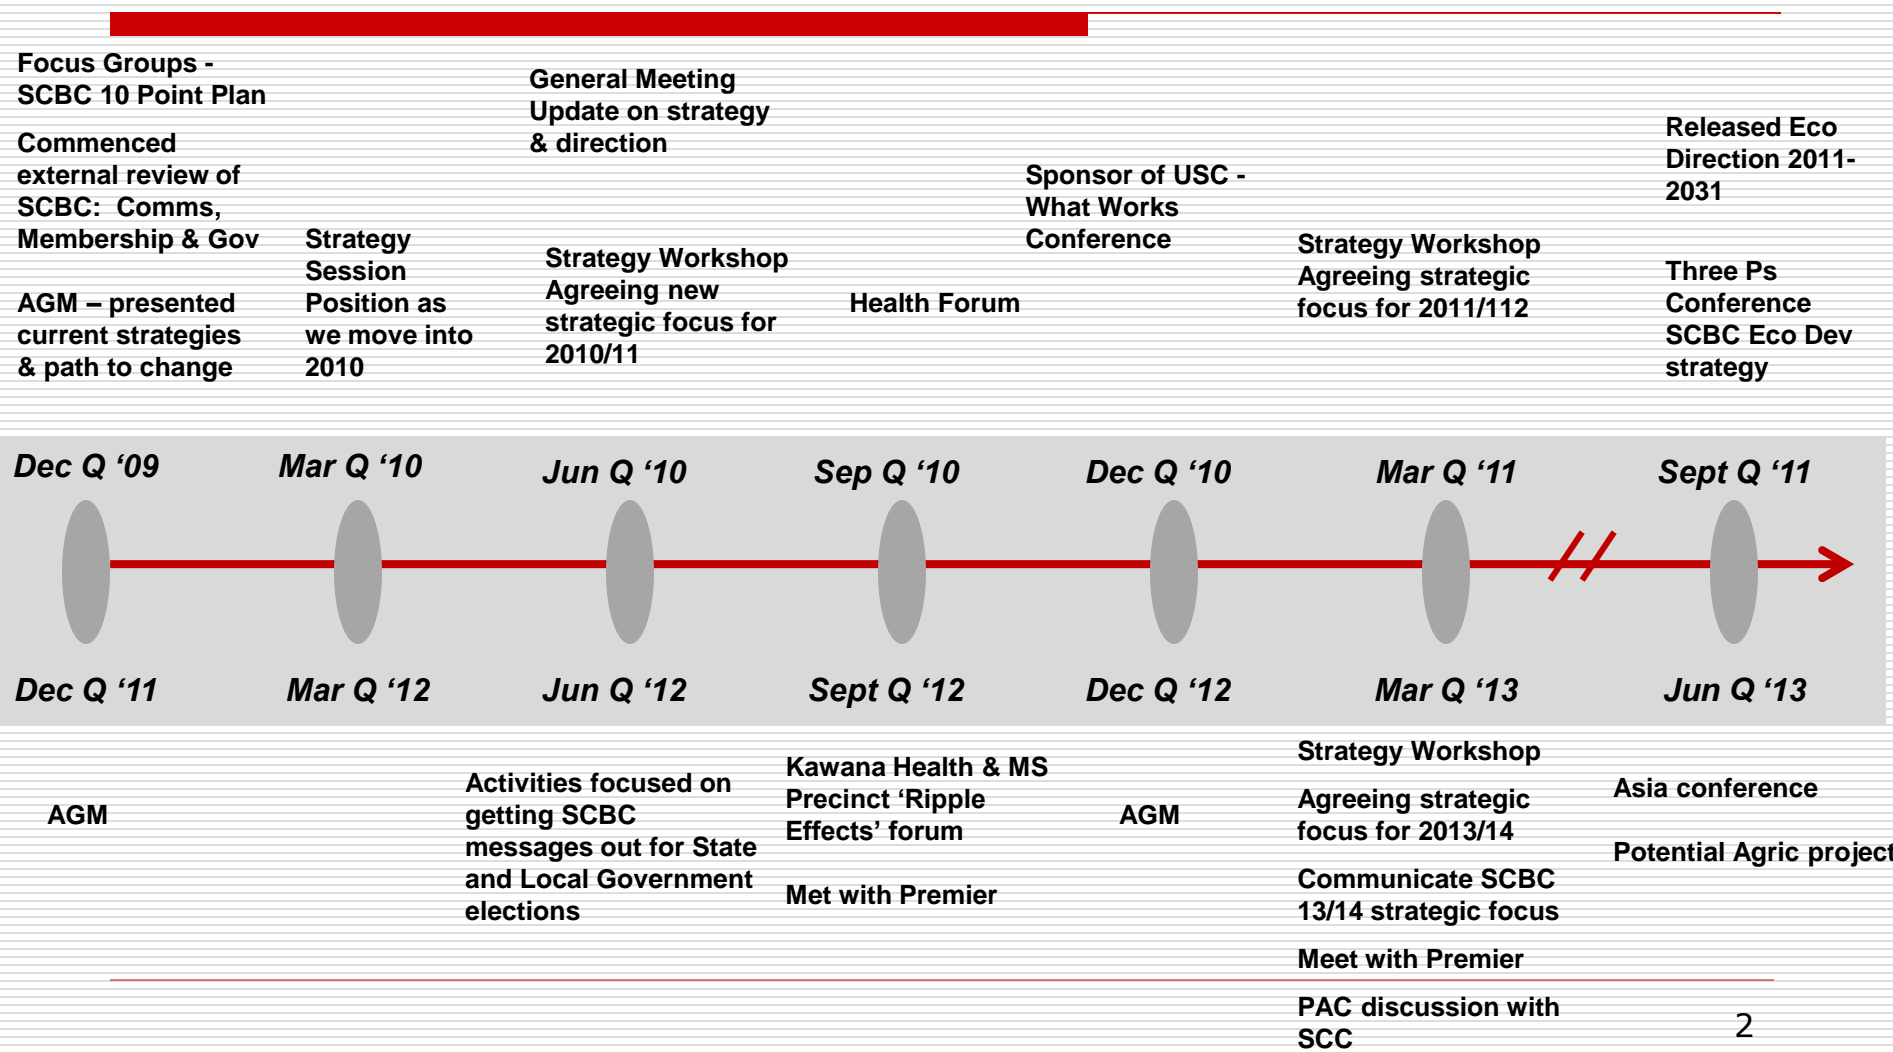 Focus Groups -
SCBC 10 Point Plan
Commenced
external review of
SCBC:  Comms,
Membership & Gov
AGM – presented
current strategies
& path to change
Strategy
Session
Position as
we move into
2010
General Meeting
Update on strategy
& direction
Strategy Workshop
Agreeing new
strategic focus for
2010/11
Health Forum
Sponsor of USC -
What Works
Conference
Strategy Workshop
Agreeing strategic
focus for 2011/112
Released Eco
Direction 2011-
2031
Three Ps
Conference
SCBC Eco Dev
strategy
Dec Q ‘09
Mar Q ‘10
Jun Q ‘10
Sep Q ‘10
Dec Q ‘10
Mar Q ‘11
Sept Q ‘11
Dec Q ‘11
Mar Q ‘12
Jun Q ‘12
Sept Q ‘12
Dec Q ‘12
Mar Q ‘13
Jun Q ‘13
AGM
Activities focused on
getting SCBC
messages out for State
and Local Government
elections
Kawana Health & MS
Precinct ‘Ripple
Effects’ forum
Met with Premier
AGM
Strategy Workshop
Agreeing strategic
focus for 2013/14
Communicate SCBC
13/14 strategic focus
Meet with Premier
PAC discussion with
SCC
Asia conference
Potential Agric project
2